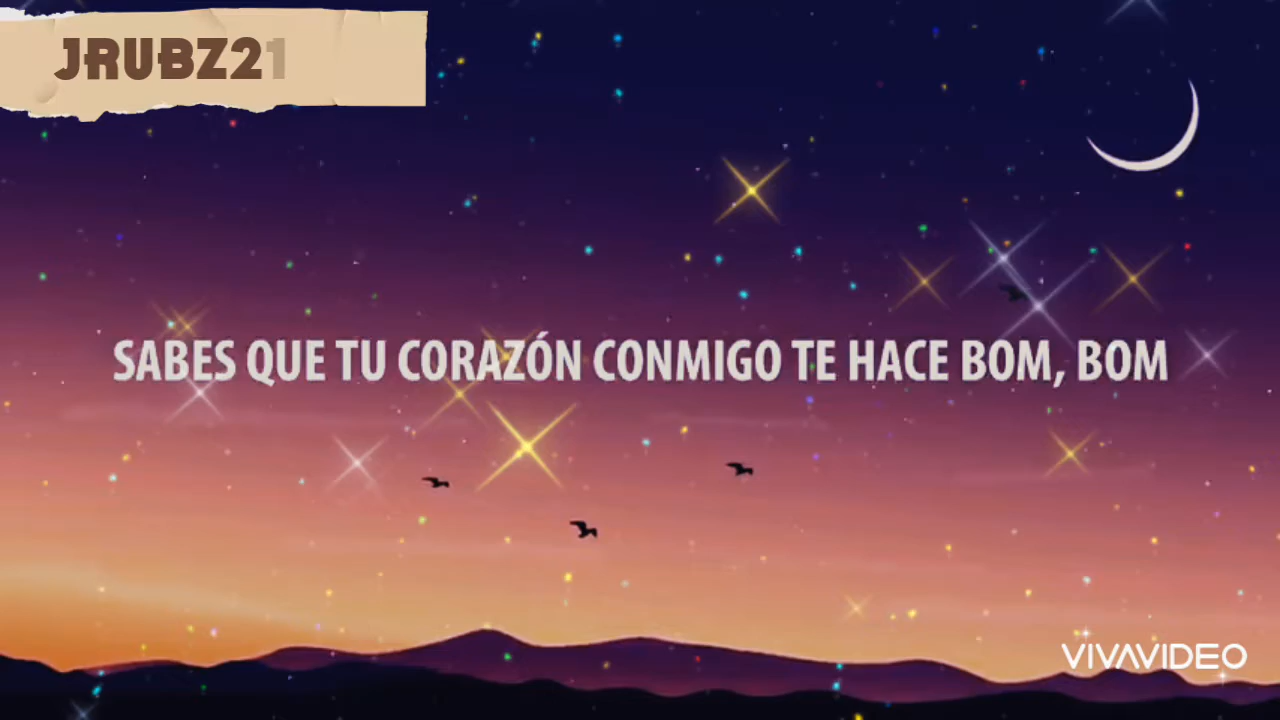 JRUBZ21
SABES QUE TU CORAZÓN CONMIGO TE HACE BOM, BOM
VIVAVIDEO